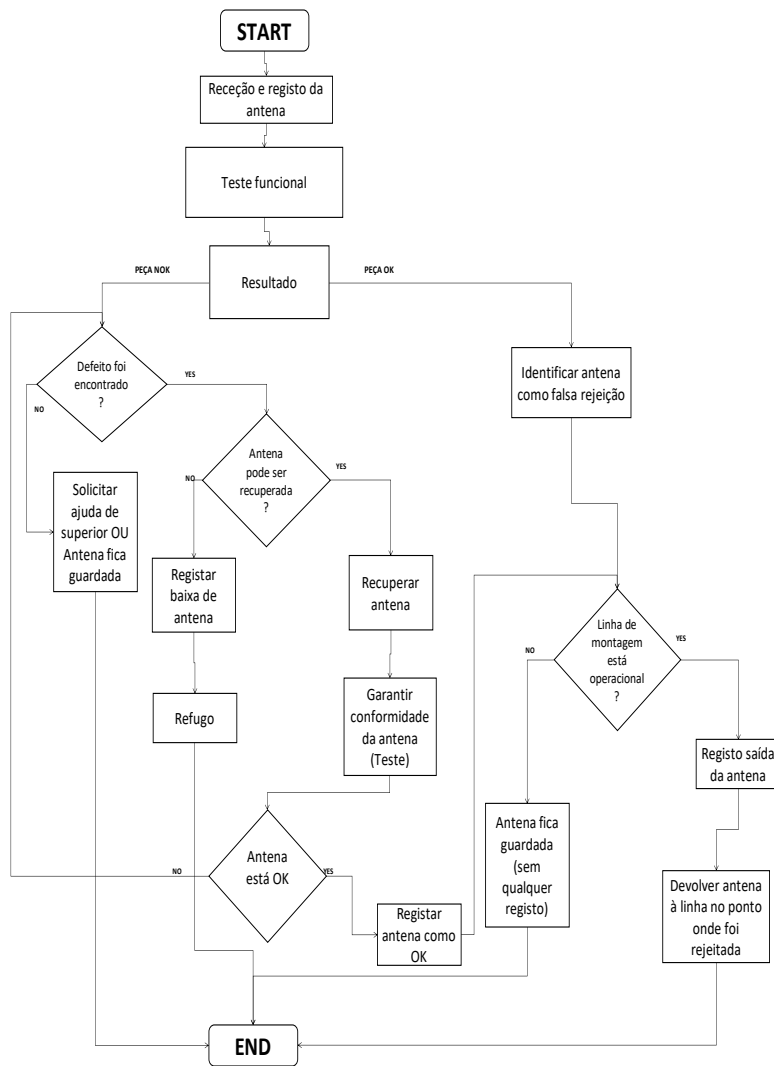 START
Receção e registo da
antena
Teste funcional
PEÇA NOK
PEÇA OK
Resultado
Defeito foi
encontrado
?
YES
NO
Identificar antena
como falsa rejeição
Antena
pode ser
recuperada
?
NO
YES
Solicitar
ajuda de
superior OU
Antena fica
guardada
Registar
baixa de
antena
Recuperar
antena
Linha de
montagem
está
operacional
?
NO
YES
Refugo
Garantir
conformidade
da antena
(Teste)
Registo saída
da antena
Antena
está OK
NO
YES
Antena fica
guardada
(sem
qualquer
registo)
Registar
antena como
OK
Devolver antena
à linha no ponto
onde foi
rejeitada
END